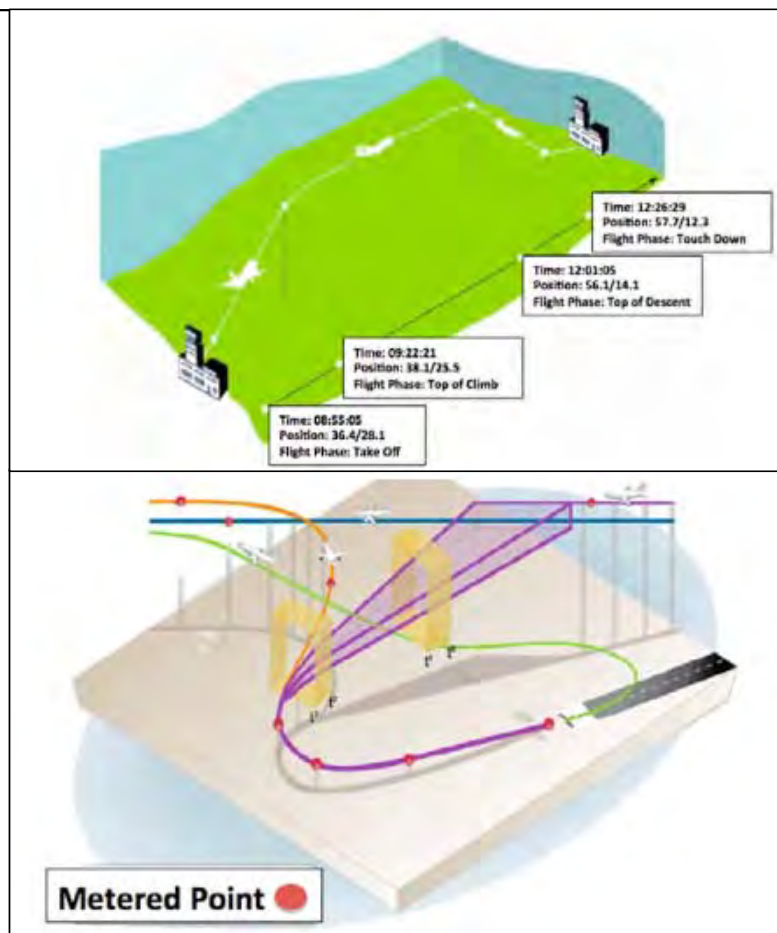 Time: 12:26:29
Position: 57.7/12.3
Flight Phase: Touch Down
Time: 12:01:05
Position: 56.1/14.1
Flight Phase: Top of Descent
Time: 09:22:21
Position: 38.1/25.5
Flight Phase: Top of Climb
Time: 08:55:05
Position: 36.4/28.1
Flight Phase: Take Off
Metered Point